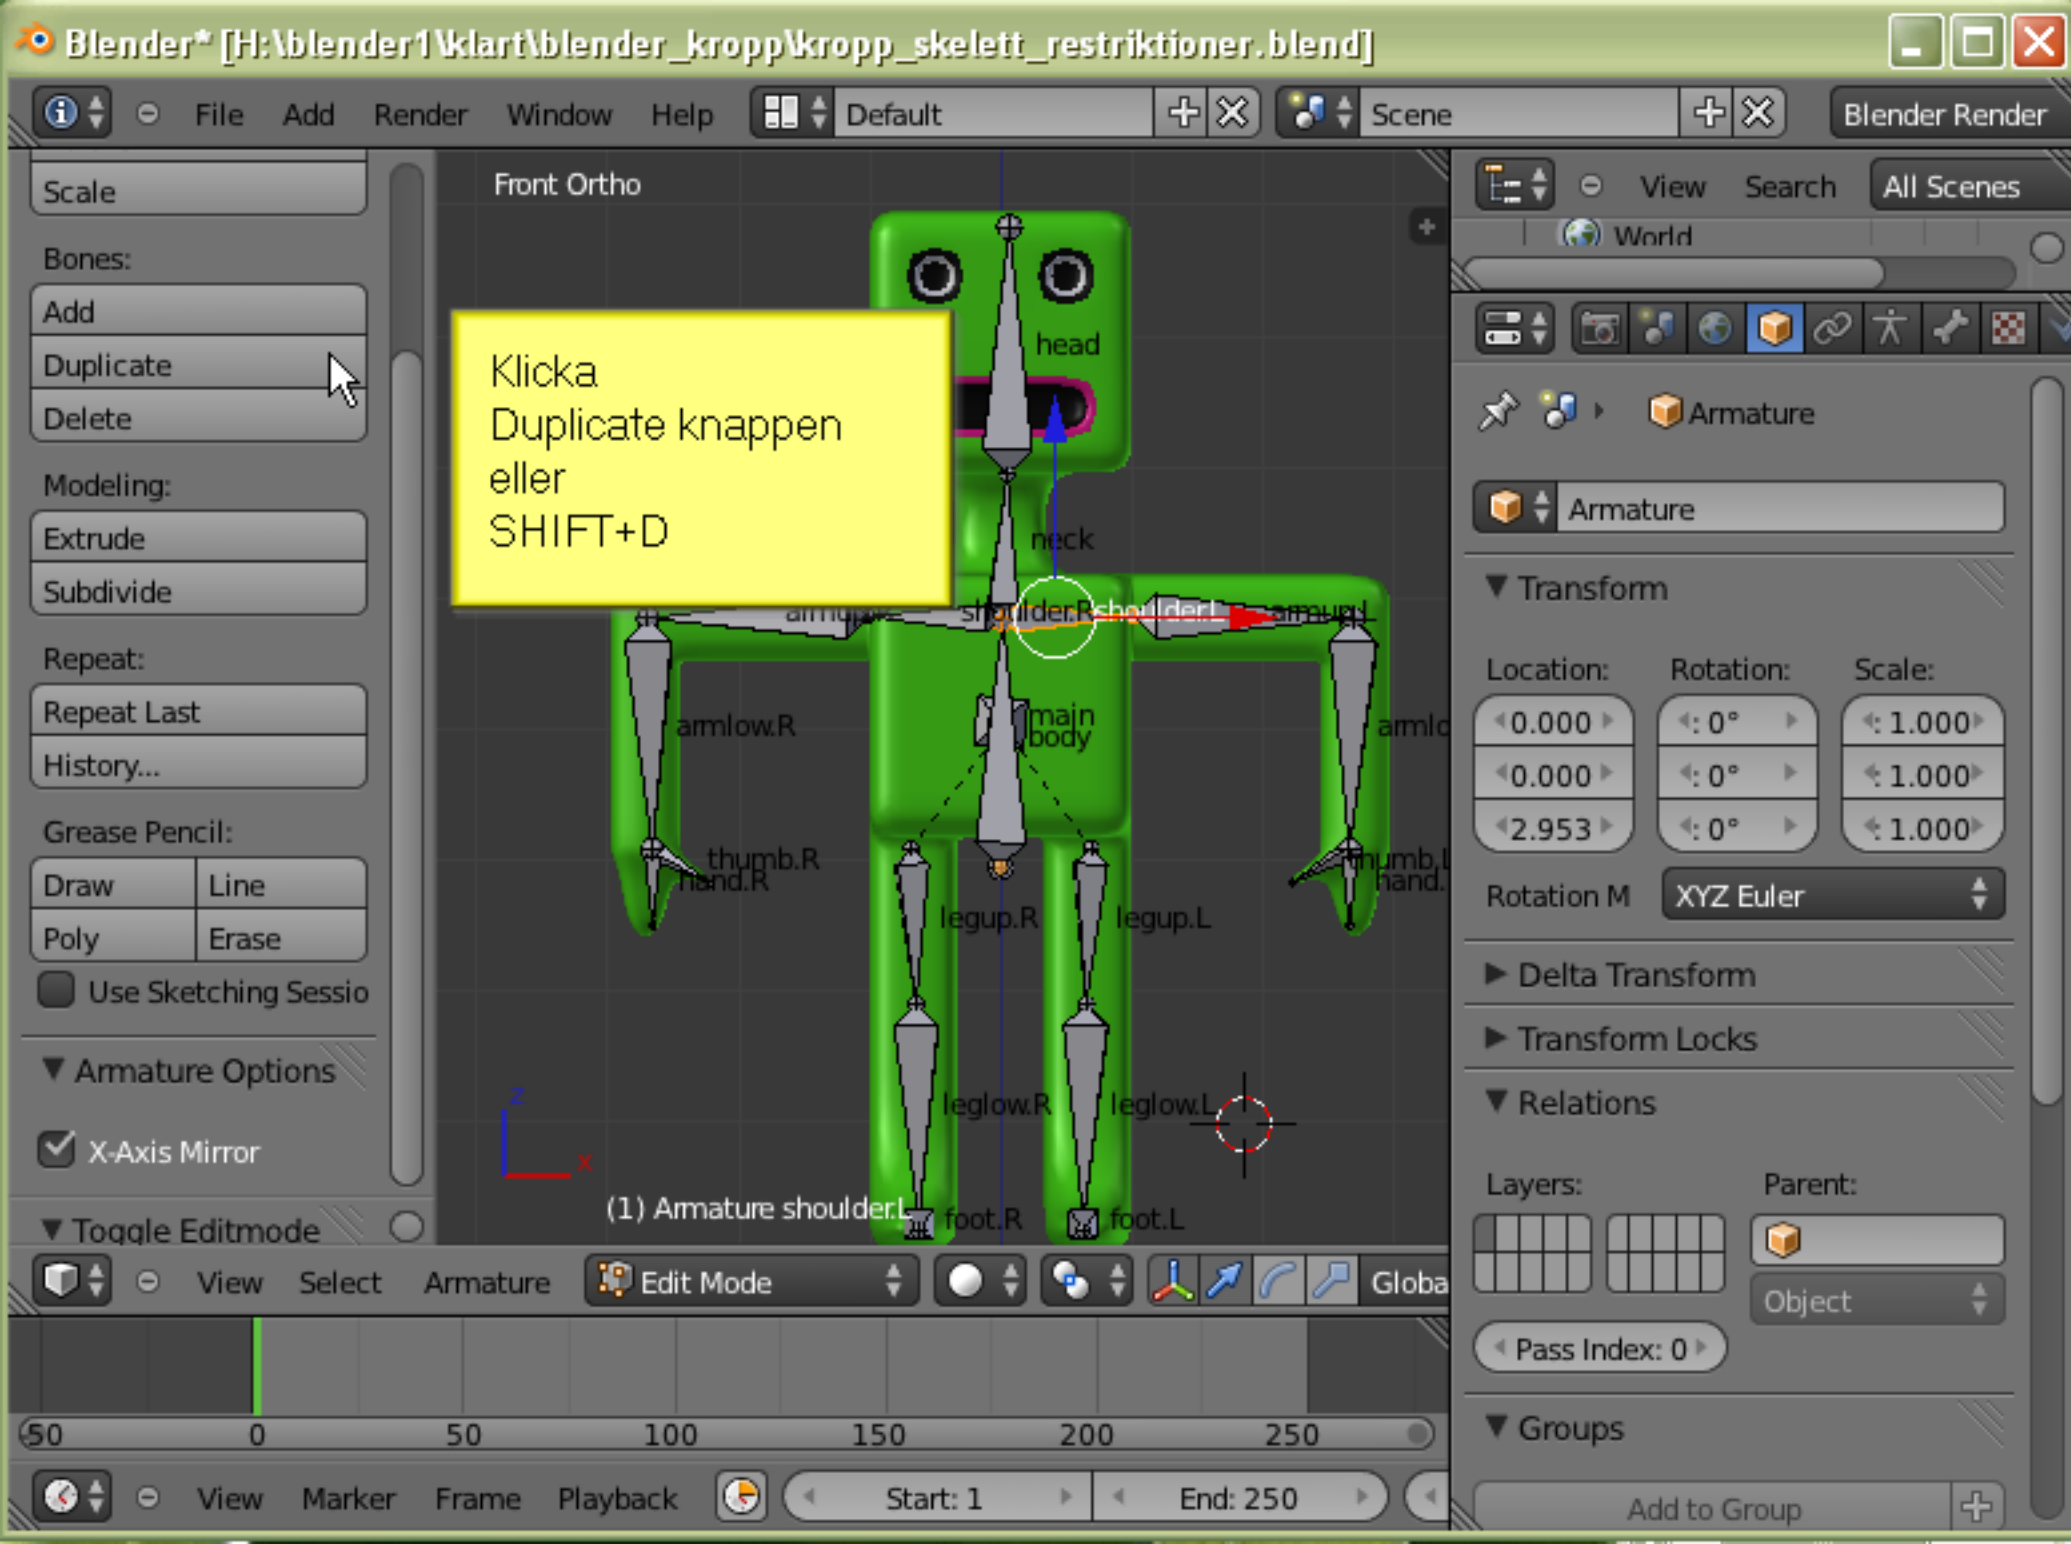 Blender* [H:\blender1\klart\blender_kropp\kropp_skelett_restriktioner.blend]
File Add Render Window Help Default Scene Blender Render
Scale
Bones:
Add
Duplicate
Delete
Modeling:
Extrude
Subdivide
Repeat:
Repeat Last
History...
Grease Pencil:
Draw Line
Poly Erase
Use Sketching Sessio
Armature Options
X-Axis Mirror
Toggle Editmode
Front Ortho
Klicka
Duplicate knappen
eller
SHIFT+D
head
neck
shoulder.R shoulder.L armup.L
armlow.R
main
body
thumb.R
hand.R
thumb.L
hand.
legup.R legup.L
leglow.R leglow.L
foot.R foot.L
z
x
(1) Armature shoulder.L
View Select Armature Edit Mode Globa
-50 0 50 100 150 200 250
View Marker Frame Playback Start: 1 End: 250
View Search All Scenes
World
Armature
Armature
Transform
Location: Rotation: Scale:
0.000 : 0° : 1.000
0.000 : 0° : 1.000
2.953 : 0° : 1.000
Rotation M XYZ Euler
Delta Transform
Transform Locks
Relations
Layers: Parent:
Object
Pass Index: 0
Groups
Add to Group